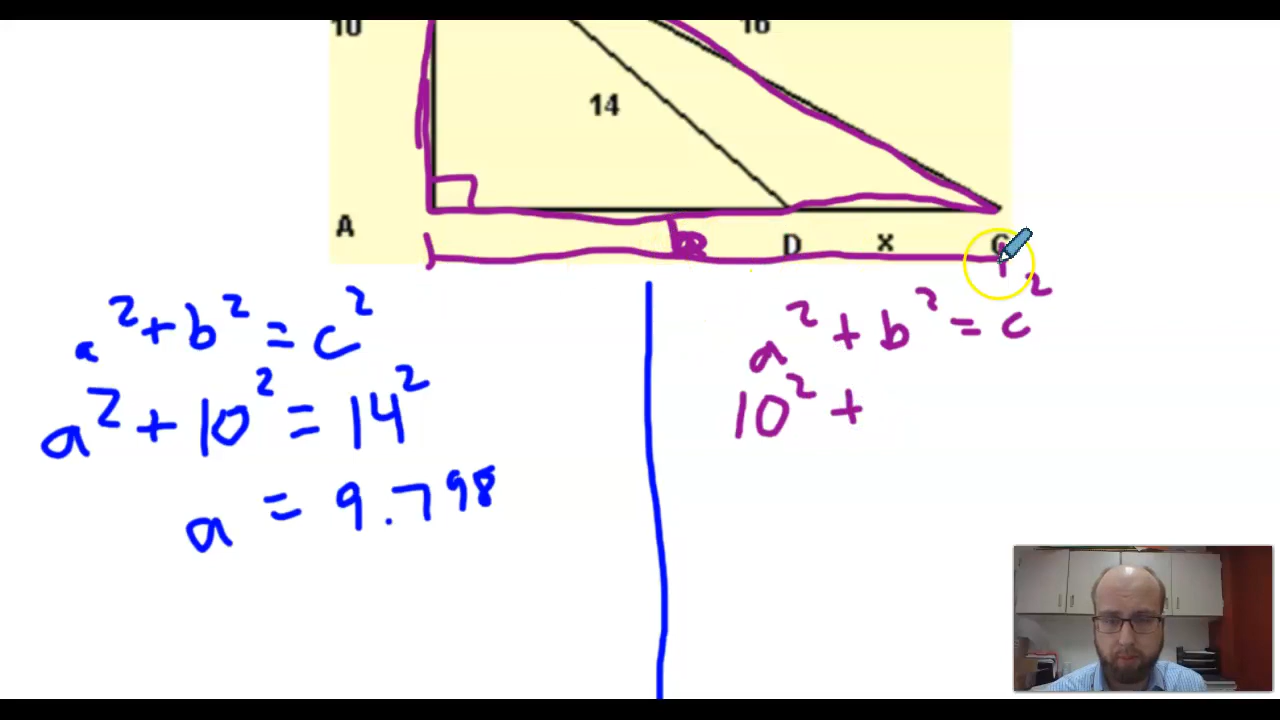 10
16
14
A
D
x
C
b
a² + b² = c²
a² + 10² = 14²
a = 9.798
a² + b² = c²
10² +